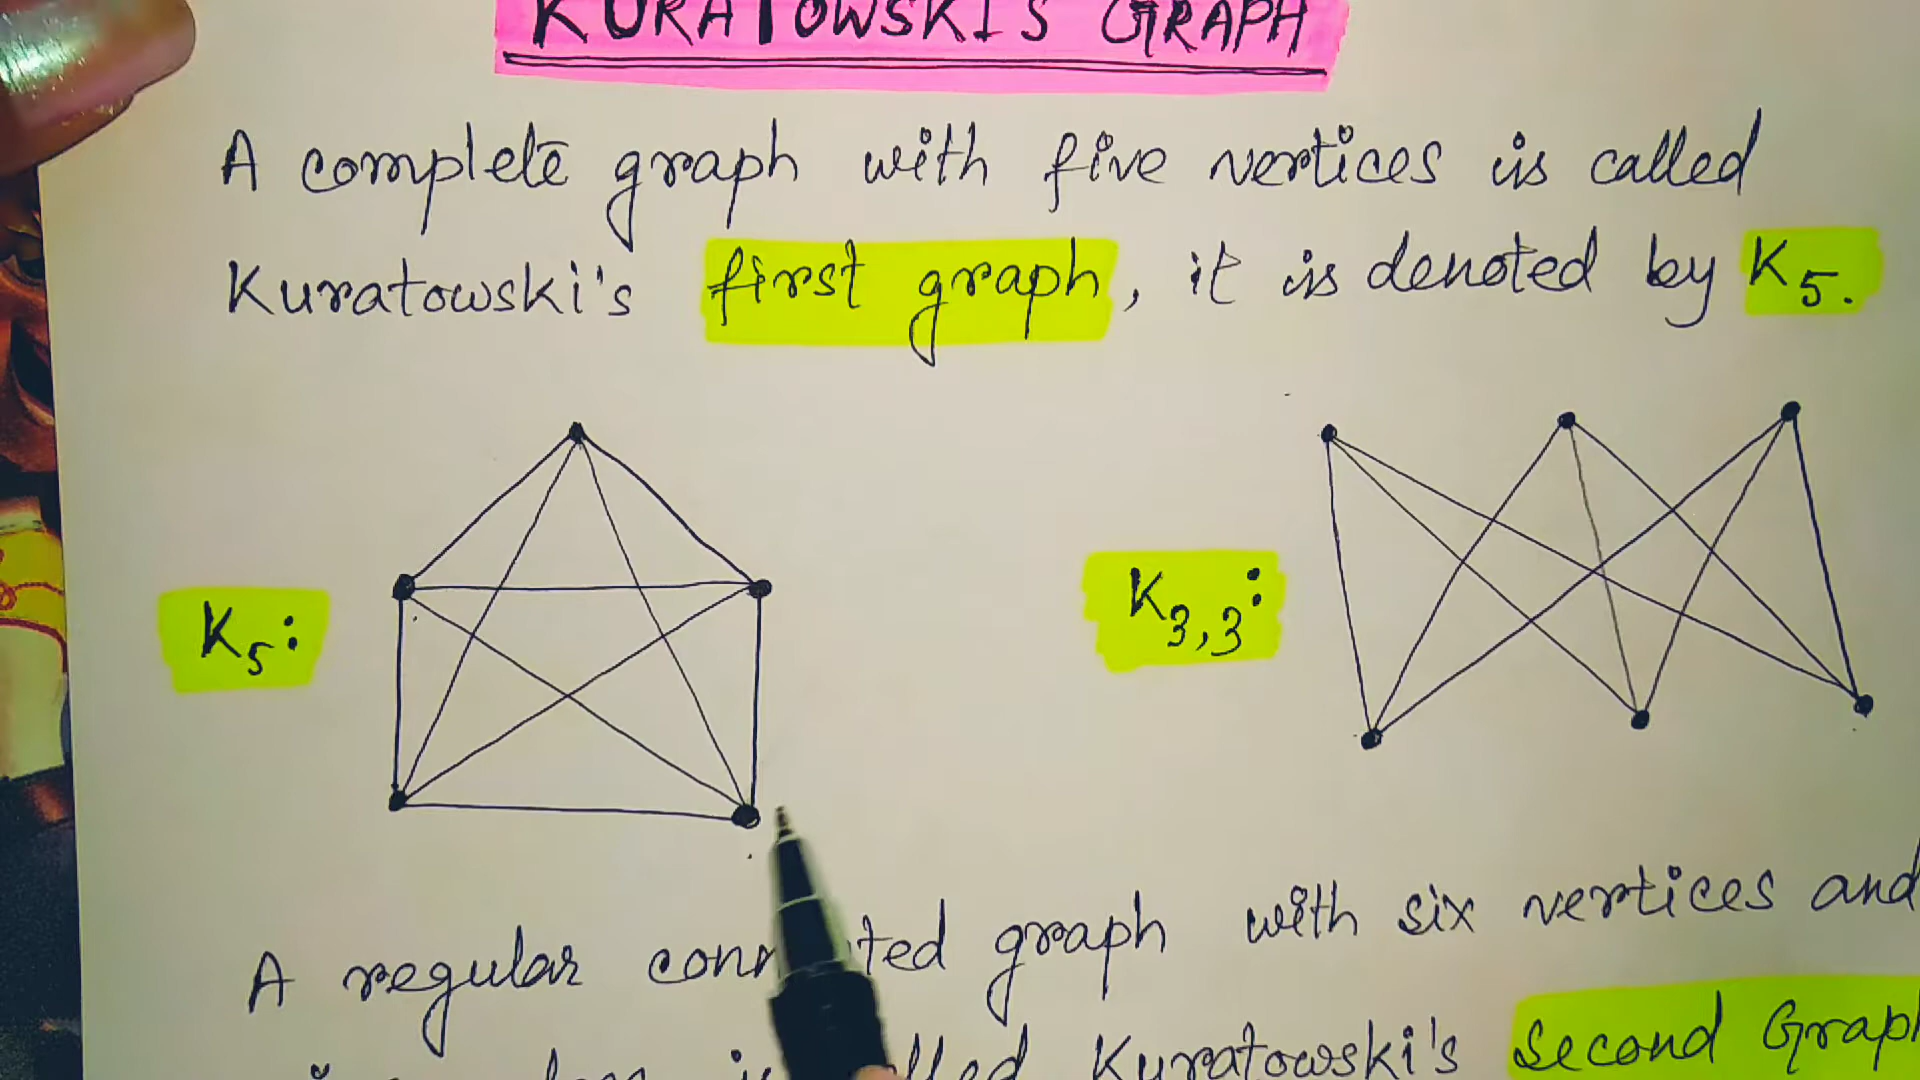 KURATOWSKI'S GRAPH
A complete graph with five vertices is called
Kuratowski's first graph, it is denoted by K5.
K5:
K3,3:
A regular graph with six vertices and
Kuratowski's Second Graph